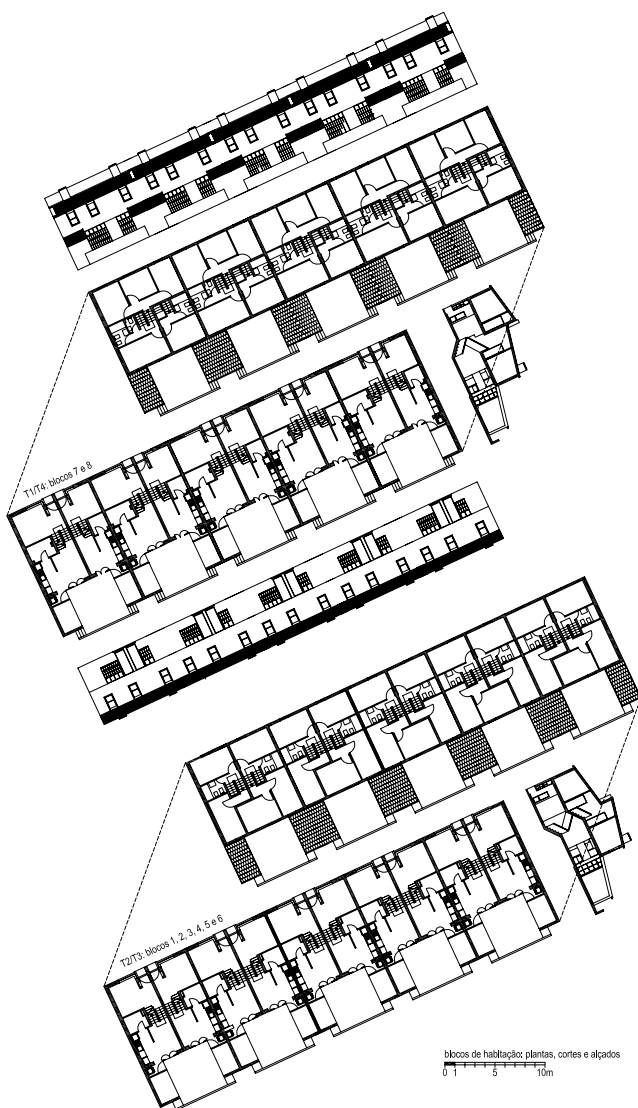 T1/T4: blocos 7 e 8
T2/T3: blocos 1, 2, 3, 4, 5 e 6
blocos de habitação: plantas, cortes e alçados
0 1 5 10m